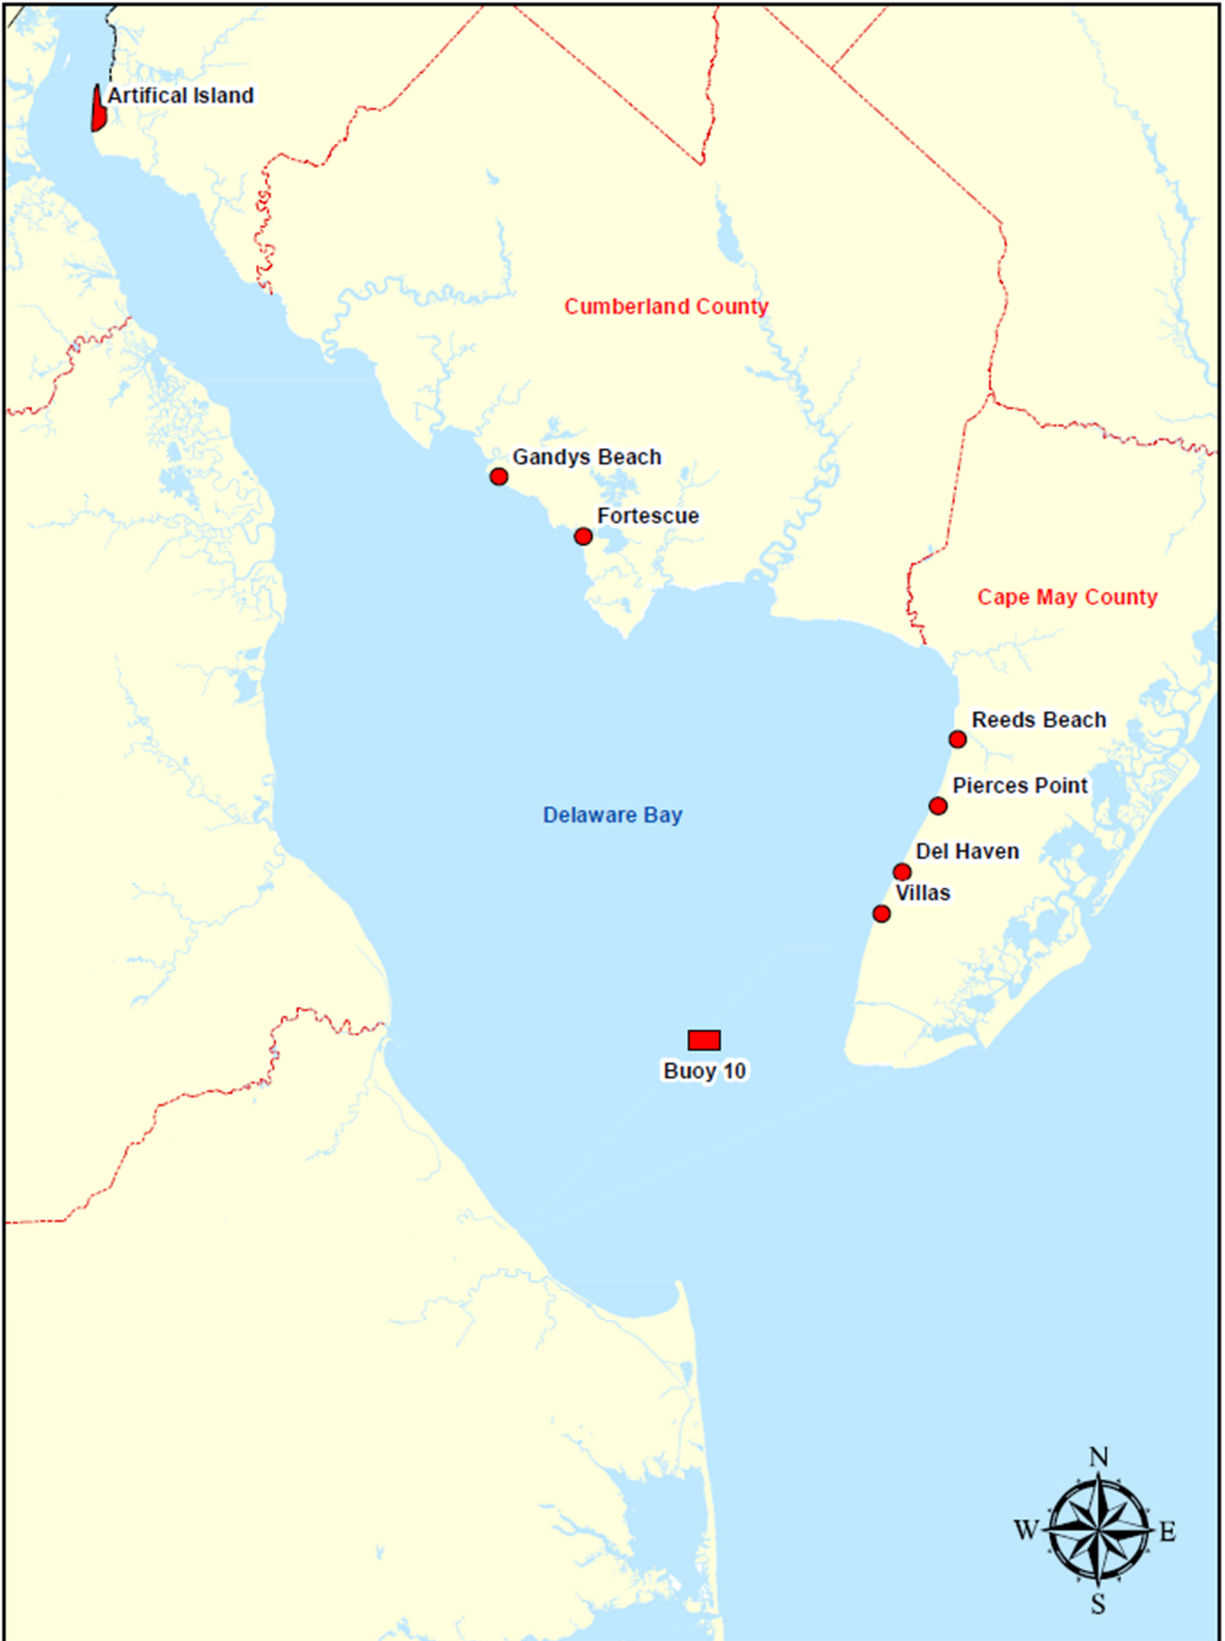 Artifical Island
Cumberland County
Gandys Beach
Fortescue
Cape May County
Reeds Beach
Pierces Point
Delaware Bay
Del Haven
Villas
Buoy 10
N
W E
S